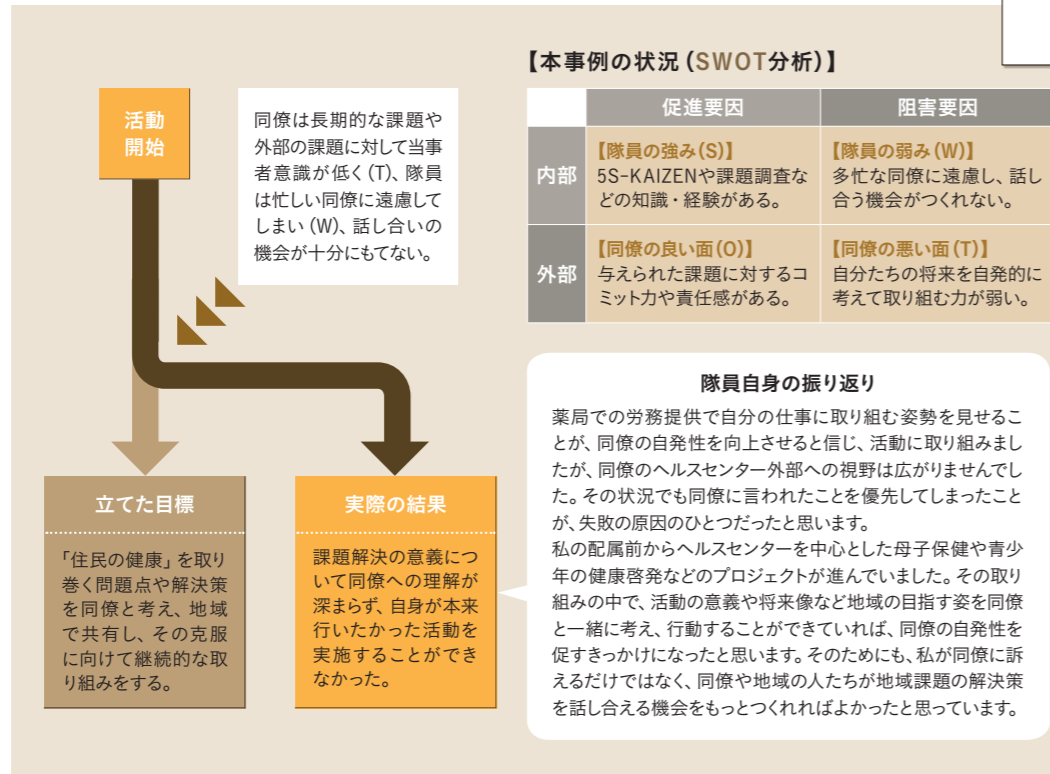 活動
開始
同僚は長期的な課題や
外部の課題に対して当事
者意識が低く(T)、隊員
は忙しい同僚に遠慮して
しまい(W)、話し合いの
機会が十分にもてない。
立てた目標
「住民の健康」を取り
巻く問題点や解決策
を同僚と考え、地域
で共有し、その克服
に向けて継続的な取
り組みをする。
実際の結果
課題解決の意義につ
いて同僚への理解が
深まらず、自身が本来
行いたかった活動を
実施することができ
なかった。
【本事例の状況(SWOT分析)】
促進要因 阻害要因
内部
【隊員の強み(S)】
5S-KAIZENや課題調査な
どの知識・経験がある。
【隊員の弱み(W)】
多忙な同僚に遠慮し、話し
合う機会がつくれない。
外部
【同僚の良い面(O)】
与えられた課題に対するコ
ミット力や責任感がある。
【同僚の悪い面(T)】
自分たちの将来を自発的に
考えて取り組む力が弱い。
隊員自身の振り返り
薬局での労務提供で自分の仕事に取り組む姿勢を見せるこ
とが、同僚の自発性を向上させると信じ、活動に取り組みまし
たが、同僚のヘルスセンター外部への視野は広がりませんでし
た。その状況でも同僚に言われたことを優先してしまったこと
が、失敗の原因のひとつだったと思います。
私の配属前からヘルスセンターを中心とした母子保健や青少
年の健康啓発などのプロジェクトが進んでいました。その取り
組みの中で、活動の意義や将来像など地域の目指す姿を同僚
と一緒に考え、行動することができていれば、同僚の自発性を
促すきっかけになったと思います。そのためにも、私が同僚に訴
えるだけではなく、同僚や地域の人たちが地域課題の解決策
を話し合える機会をもっとつくれればよかったと思っています。